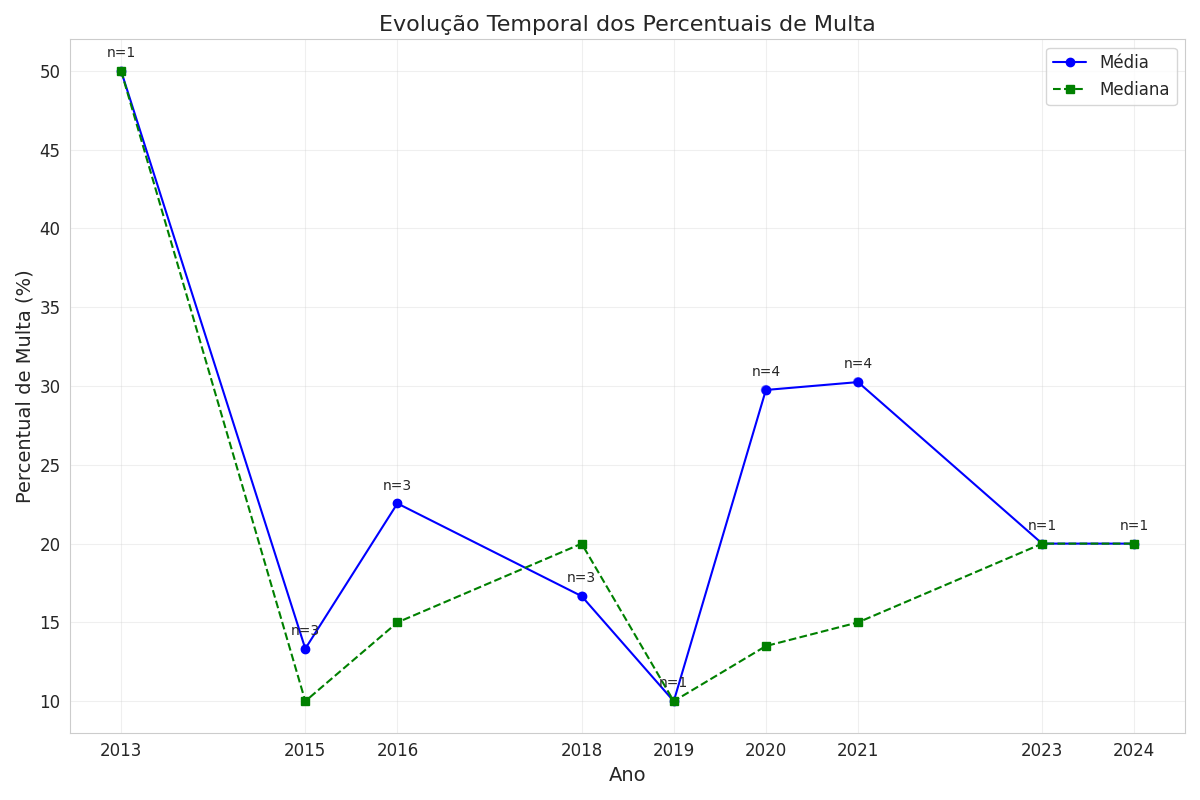 Evolução Temporal dos Percentuais de Multa
n=1
Média
Mediana
50
45
40
35
30
25
20
15
10
Percentual de Multa (%)
n=3
n=3
n=3
n=1
n=4
n=4
n=1
n=1
2013
2015
2016
2018
2019
2020
2021
2023
2024
Ano